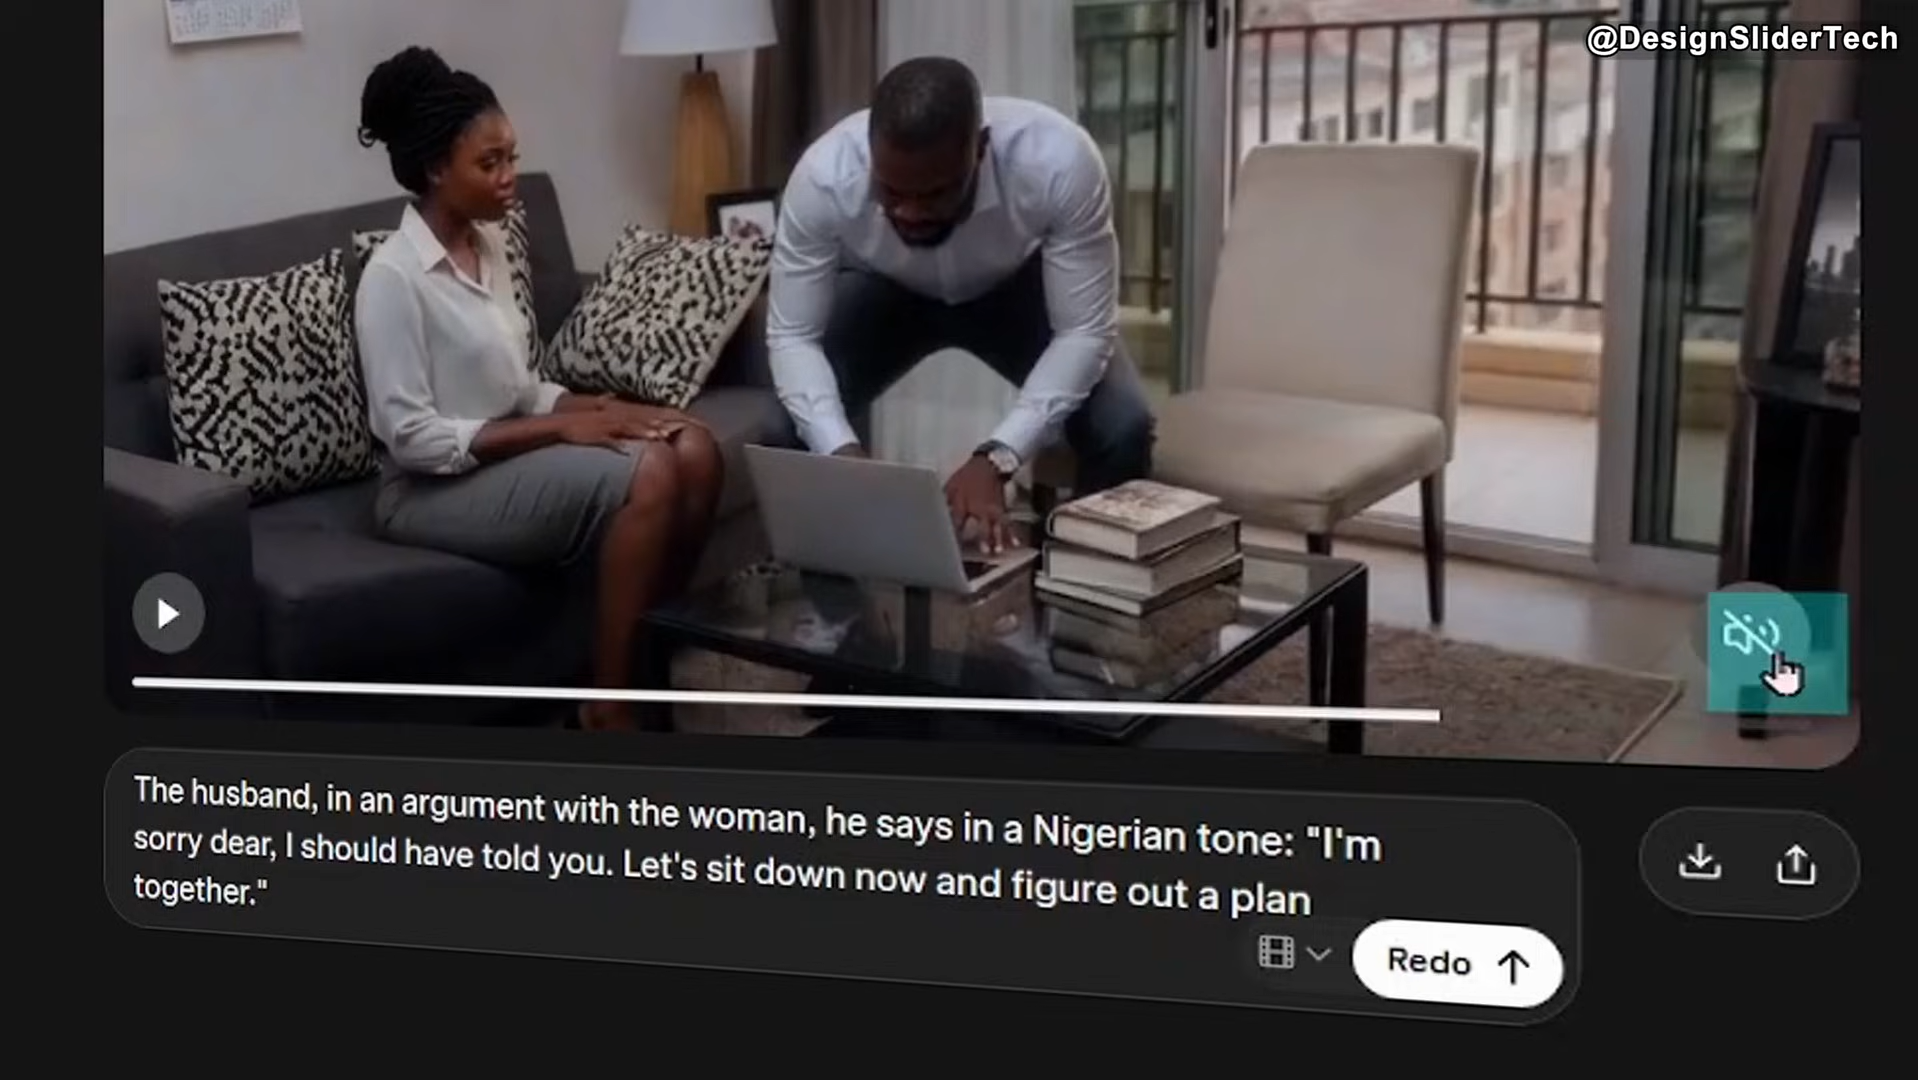 @DesignSliderTech
The husband, in an argument with the woman, he says in a Nigerian tone: "I'm
sorry dear, I should have told you. Let's sit down now and figure out a plan
together."
Redo